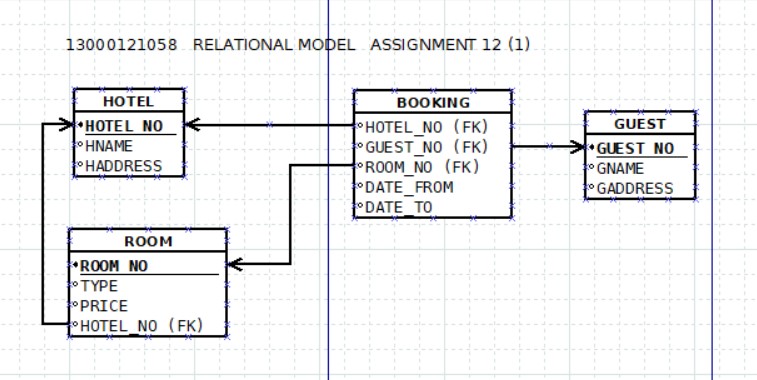 13000121058 RELATIONAL MODEL ASSIGNMENT 12 (1)
HOTEL
HOTEL_NO
HNAME
HADDRESS
BOOKING
HOTEL_NO (FK)
GUEST_NO (FK)
ROOM_NO (FK)
DATE_FROM
DATE_TO
GUEST
GUEST_NO
GNAME
GADDRESS
ROOM
ROOM_NO
TYPE
PRICE
HOTEL_NO (FK)